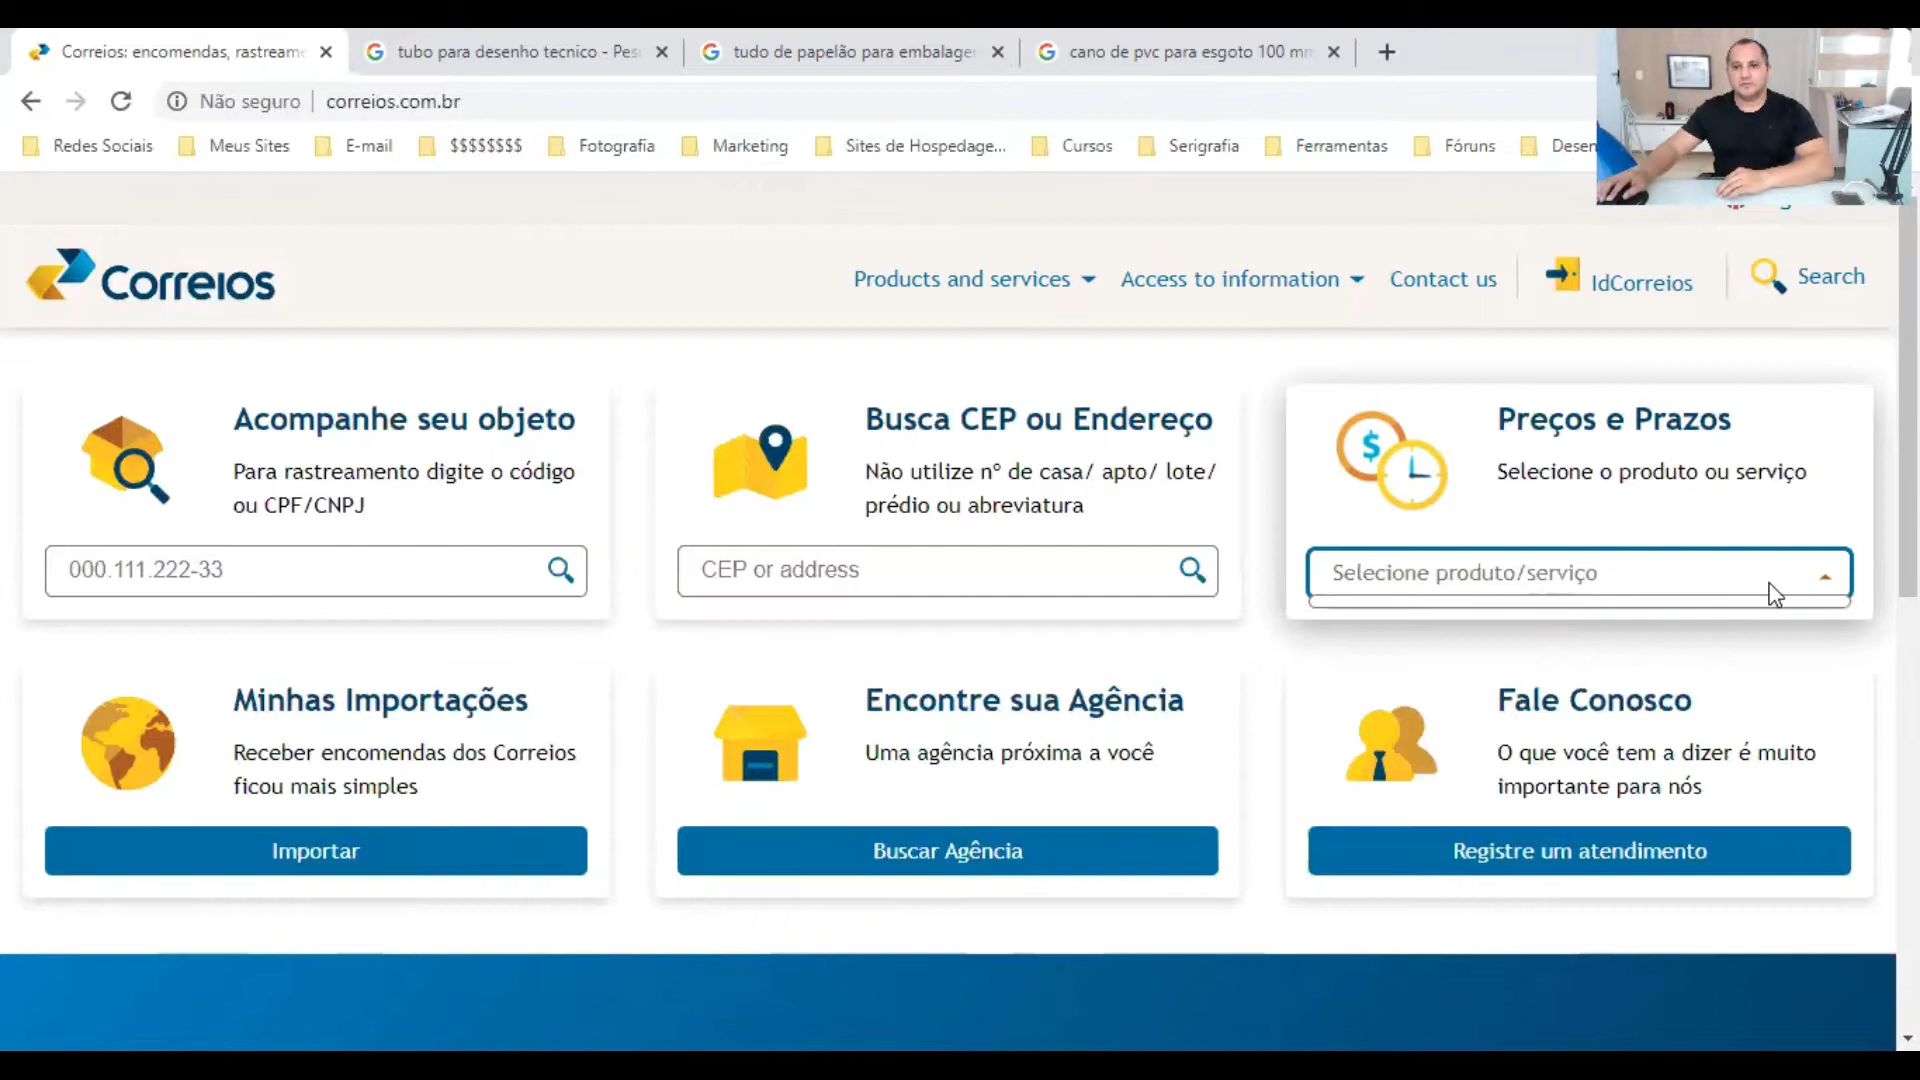 Correios: encomendas, rastreame
tubo para desenho tecnico - Pes
tudo de papelão para embalage
cano de pvc para esgoto 100 mm
Não seguro
correios.com.br
Redes Sociais
Meus Sites
E-mail
$$$$$$$$
Fotografia
Marketing
Sites de Hospedage...
Cursos
Serigrafia
Ferramentas
Fóruns
Desen
Correios
Products and services
Access to information
Contact us
IdCorreios
Search
Acompanhe seu objeto
Para rastreamento digite o código
ou CPF/CNPJ
000.111.222-33
Busca CEP ou Endereço
Não utilize nº de casa/ apto/ lote/
prédio ou abreviatura
CEP or address
Preços e Prazos
Selecione o produto ou serviço
Selecione produto/serviço
Minhas Importações
Receber encomendas dos Correios
ficou mais simples
Importar
Encontre sua Agência
Uma agência próxima a você
Buscar Agência
Fale Conosco
O que você tem a dizer é muito
importante para nós
Registre um atendimento